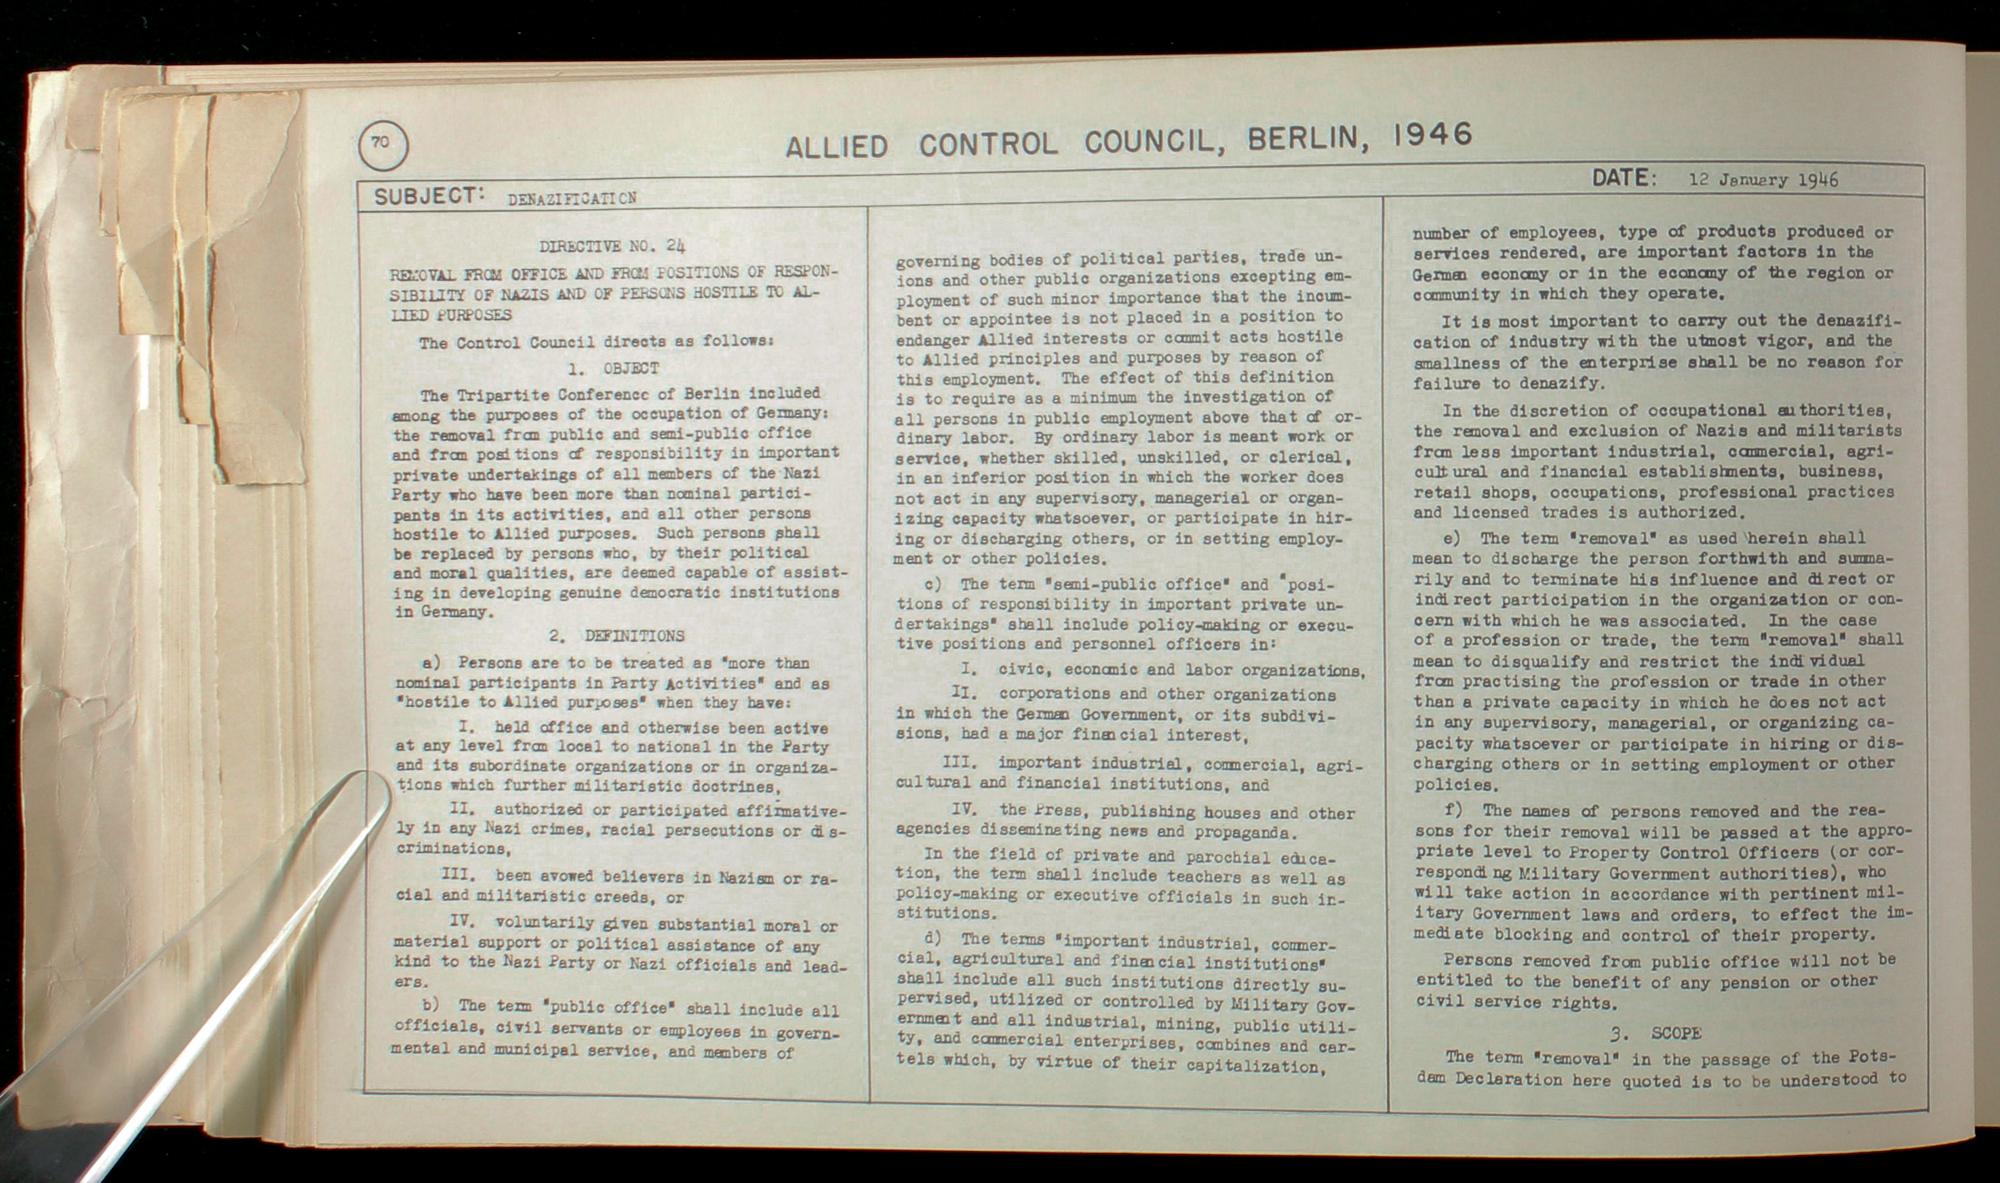 70
ALLIED CONTROL COUNCIL, BERLIN, 1946
SUBJECT: DENAZIFICATION
DATE: 12 January 1946
DIRECTIVE NO. 24
REMOVAL FROM OFFICE AND FROM POSITIONS OF RESPON-
SIBILITY OF NAZIS AND OF PERSONS HOSTILE TO AL-
LIED PURPOSES
The Control Council directs as follows:
1. OBJECT
The Tripartite Conference of Berlin included
among the purposes of the occupation of Germany:
the removal from public and semi-public office
and from positions of responsibility in important
private undertakings of all members of the Nazi
Party who have been more than nominal partici-
pants in its activities, and all other persons
hostile to Allied purposes. Such persons shall
be replaced by persons who, by their political
and moral qualities, are deemed capable of assist-
ing in developing genuine democratic institutions
in Germany.
2. DEFINITIONS
a) Persons are to be treated as "more than
nominal participants in Party Activities" and as
"hostile to Allied purposes" when they have:
I. held office and otherwise been active
at any level from local to national in the Party
and its subordinate organizations or in organiza-
tions which further militaristic doctrines,
II. authorized or participated affirmative-
ly in any Nazi crimes, racial persecutions or dis-
criminations,
III. been avowed believers in Nazism or ra-
cial and militaristic creeds, or
IV. voluntarily given substantial moral or
material support or political assistance of any
kind to the Nazi Party or Nazi officials and lead-
ers.
b) The term "public office" shall include all
officials, civil servants or employees in govern-
mental and municipal service, and members of
governing bodies of political parties, trade un-
ions and other public organizations excepting em-
ployment of such minor importance that the incum-
bent or appointee is not placed in a position to
endanger Allied interests or commit acts hostile
to Allied principles and purposes by reason of
this employment. The effect of this definition
is to require as a minimum the investigation of
all persons in public employment above that of or-
dinary labor. By ordinary labor is meant work or
service, whether skilled, unskilled, or clerical,
in an inferior position in which the worker does
not act in any supervisory, managerial or organ-
izing capacity whatsoever, or participate in hir-
ing or discharging others, or in setting employ-
ment or other policies.
c) The term "semi-public office" and "posi-
tions of responsibility in important private un-
dertakings" shall include policy-making or execu-
tive positions and personnel officers in:
I. civic, economic and labor organizations,
II. corporations and other organizations
in which the German Government, or its subdivi-
sions, had a major financial interest,
III. important industrial, commercial, agri-
cultural and financial institutions, and
IV. the Press, publishing houses and other
agencies disseminating news and propaganda.
In the field of private and parochial educa-
tion, the term shall include teachers as well as
policy-making or executive officials in such in-
stitutions.
d) The terms "important industrial, commer-
cial, agricultural and financial institutions"
shall include all such institutions directly su-
pervised, utilized or controlled by Military Gov-
ernment and all industrial, mining, public utili-
ty, and commercial enterprises, combines and car-
tels which, by virtue of their capitalization,
number of employees, type of products produced or
services rendered, are important factors in the
German economy or in the economy of the region or
community in which they operate.
It is most important to carry out the denazifi-
cation of industry with the utmost vigor, and the
smallness of the enterprise shall be no reason for
failure to denazify.
In the discretion of occupational authorities,
the removal and exclusion of Nazis and militarists
from less important industrial, commercial, agri-
cultural and financial establishments, business,
retail shops, occupations, professional practices
and licensed trades is authorized.
e) The term "removal" as used herein shall
mean to discharge the person forthwith and summa-
rily and to terminate his influence and direct or
indirect participation in the organization or con-
cern with which he was associated. In the case
of a profession or trade, the term "removal" shall
mean to disqualify and restrict the individual
from practising the profession or trade in other
than a private capacity in which he does not act
in any supervisory, managerial, or organizing ca-
pacity whatsoever or participate in hiring or dis-
charging others or in setting employment or other
policies.
f) The names of persons removed and the rea-
sons for their removal will be passed at the appro-
priate level to Property Control Officers (or cor-
responding Military Government authorities), who
will take action in accordance with pertinent mil-
itary Government laws and orders, to effect the im-
mediate blocking and control of their property.
Persons removed from public office will not be
entitled to the benefit of any pension or other
civil service rights.
3. SCOPE
The term "removal" in the passage of the Pots-
dam Declaration here quoted is to be understood to